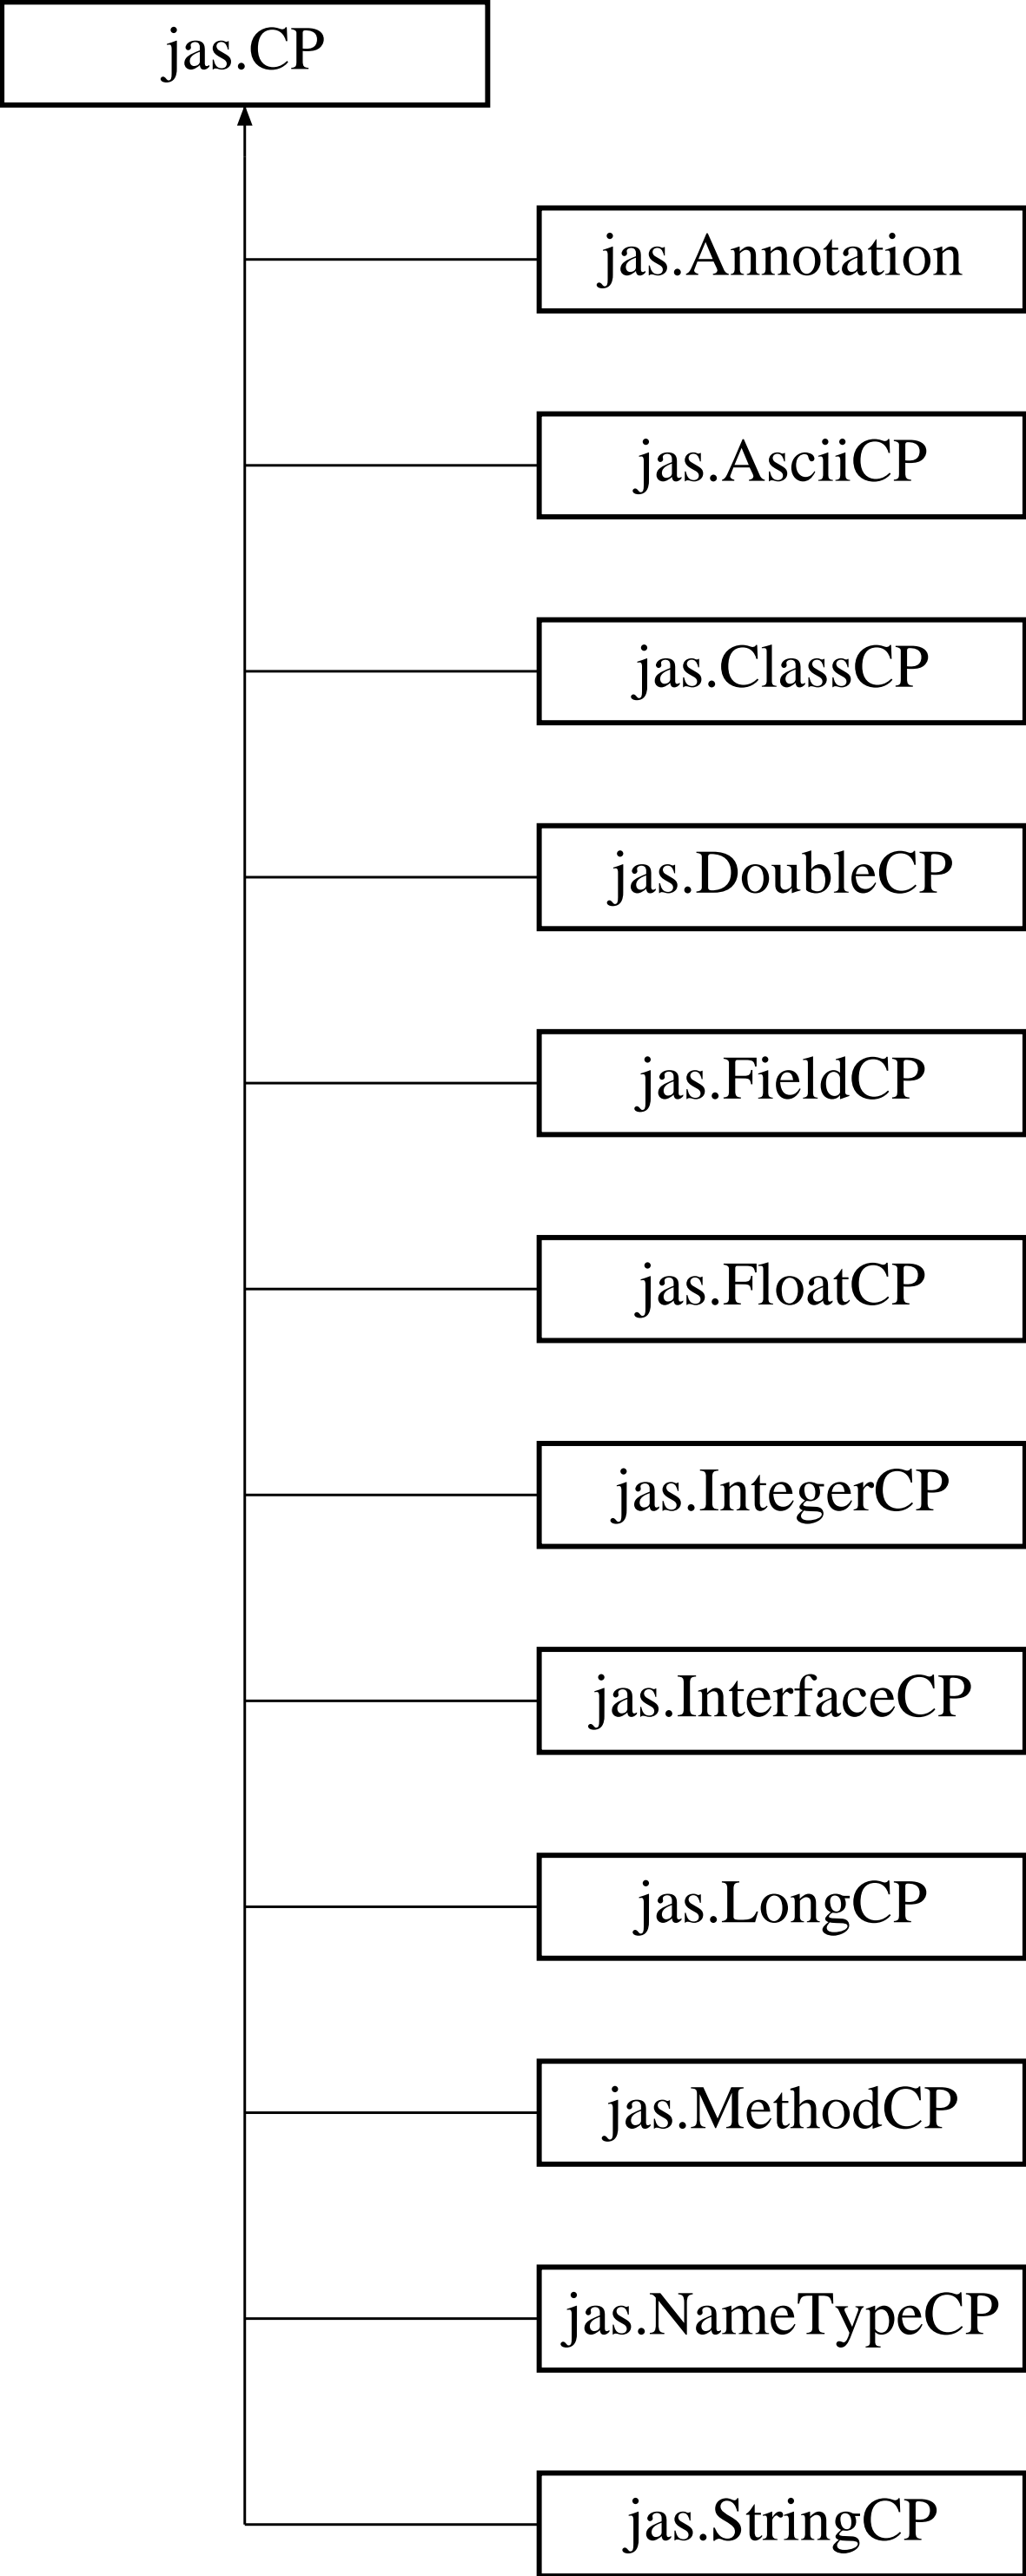 jas.CP
jas.Annotation
jas.AsciiCP
jas.ClassCP
jas.DoubleCP
jas.FieldCP
jas.FloatCP
jas.IntegerCP
jas.InterfaceCP
jas.LongCP
jas.MethodCP
jas.NameTypeCP
jas.StringCP